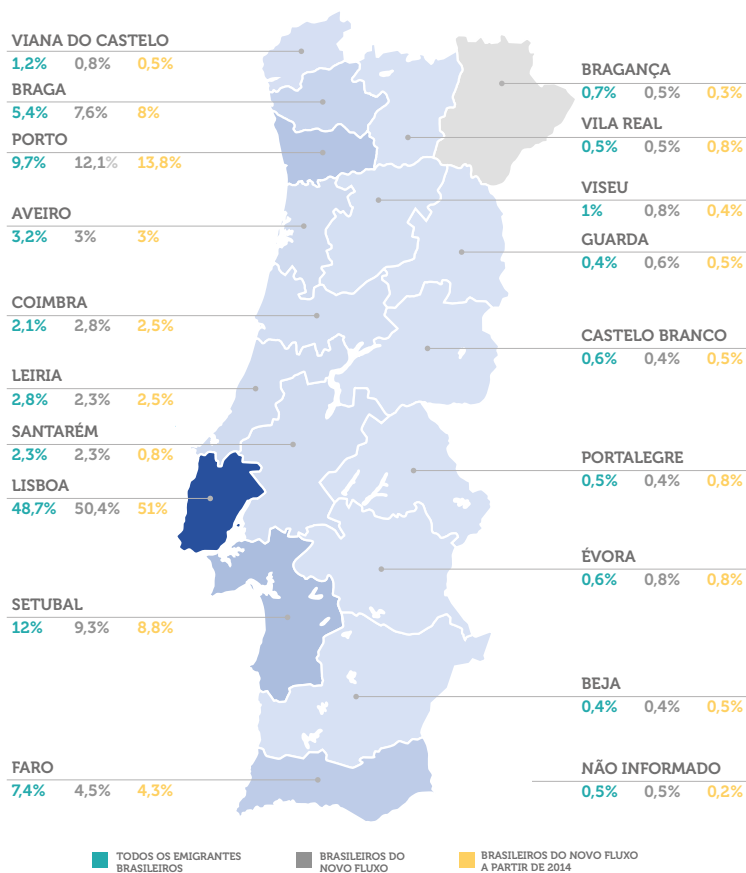 VIANA DO CASTELO
1,2% 0,8% 0,5%
BRAGA
5,4% 7,6% 8%
PORTO
9,7% 12,1% 13,8%
AVEIRO
3,2% 3% 3%
COIMBRA
2,1% 2,8% 2,5%
LEIRIA
2,8% 2,3% 2,5%
SANTARÉM
2,3% 2,3% 0,8%
LISBOA
48,7% 50,4% 51%
SETUBAL
12% 9,3% 8,8%
FARO
7,4% 4,5% 4,3%
BRAGANÇA
0,7% 0,5% 0,3%
VILA REAL
0,5% 0,5% 0,8%
VISEU
1% 0,8% 0,4%
GUARDA
0,4% 0,6% 0,5%
CASTELO BRANCO
0,6% 0,4% 0,5%
PORTALEGRE
0,5% 0,4% 0,8%
ÉVORA
0,6% 0,8% 0,8%
BEJA
0,4% 0,4% 0,5%
NÃO INFORMADO
0,5% 0,5% 0,2%
TODOS OS EMIGRANTES
BRASILEIROS
BRASILEIROS DO
NOVO FLUXO
BRASILEIROS DO NOVO FLUXO
A PARTIR DE 2014